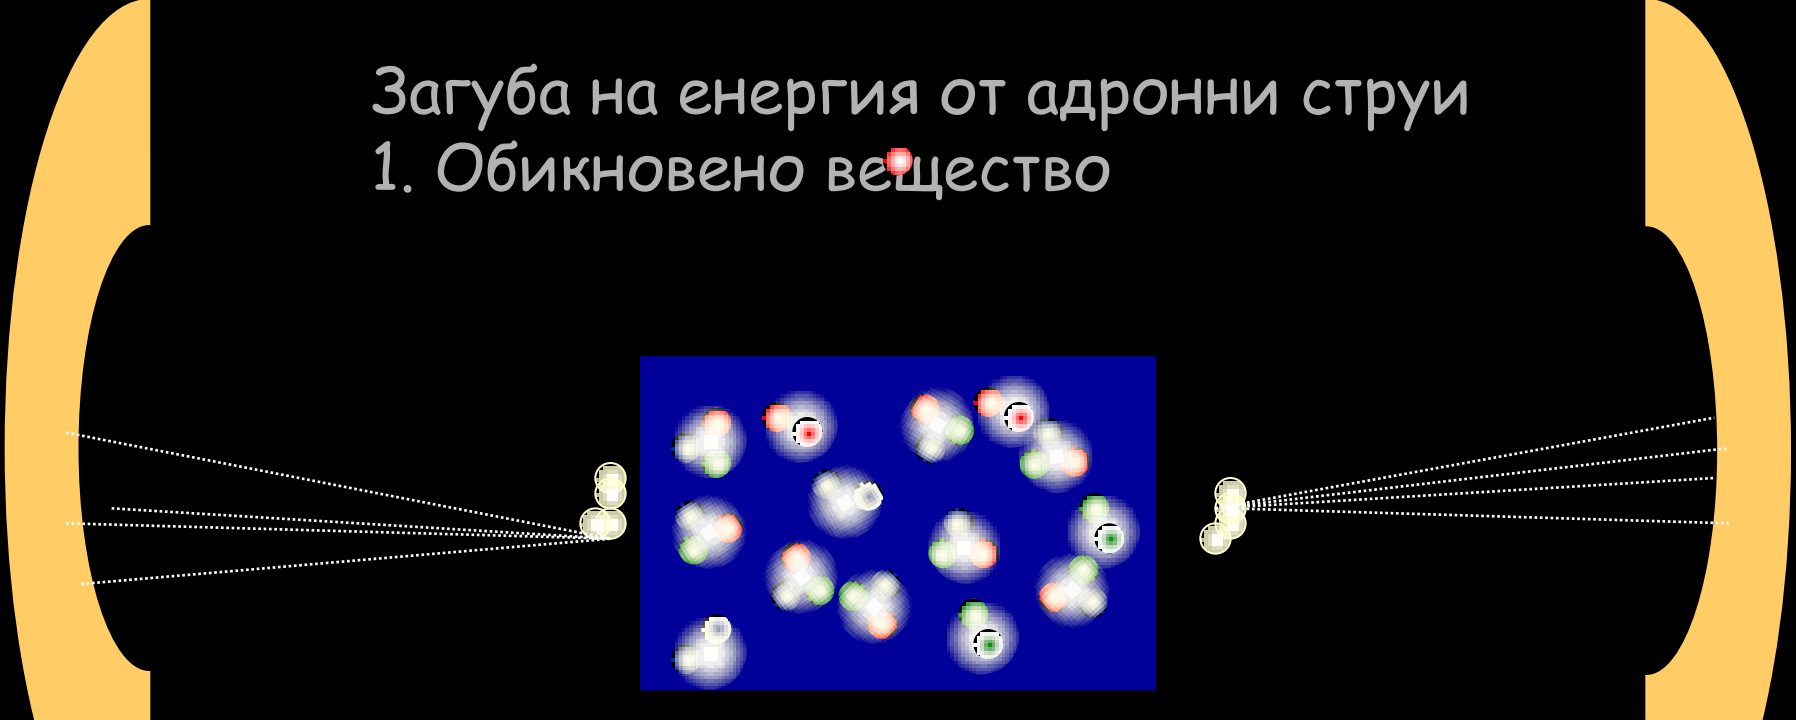 Загуба на енергия от адронни струи
1. Обикновено вещество